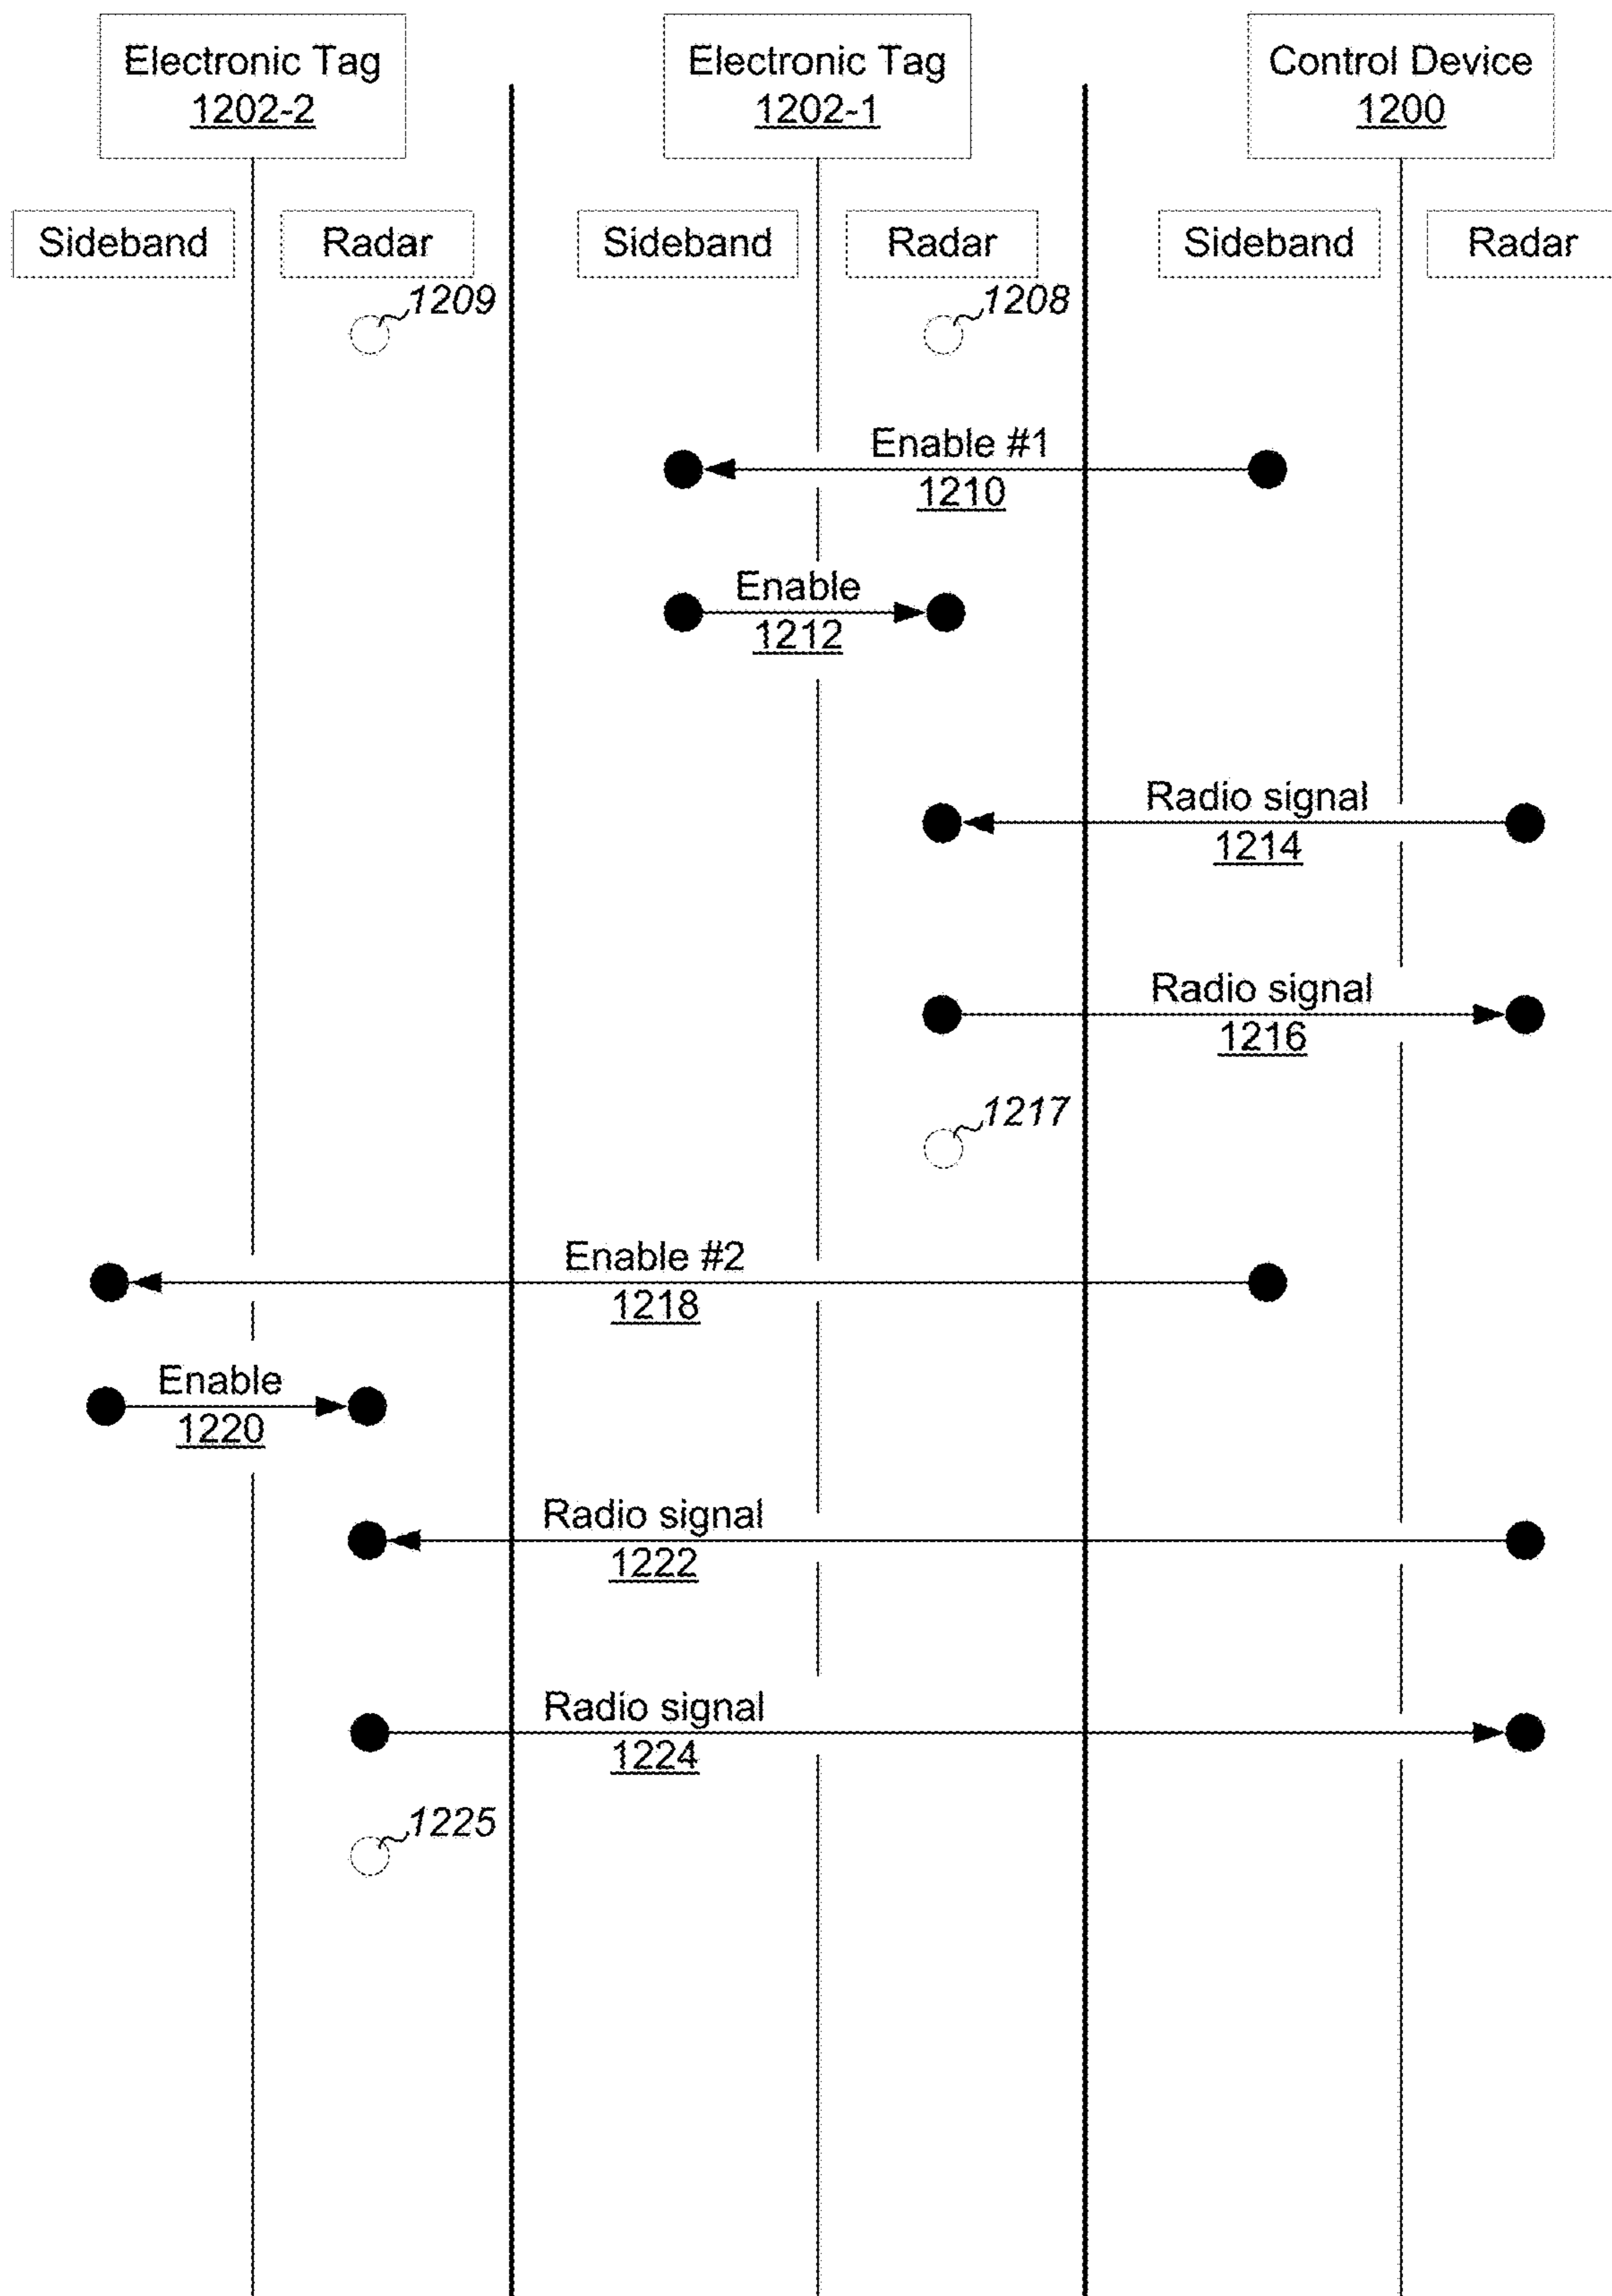 Electronic Tag
1202-2
Electronic Tag
1202-1
Control Device
1200
Sideband
Radar
Sideband
Radar
Sideband
Radar
1209
1208
Enable #1
1210
Enable
1212
Radio signal
1214
Radio signal
1216
1217
Enable #2
1218
Enable
1220
Radio signal
1222
Radio signal
1224
1225